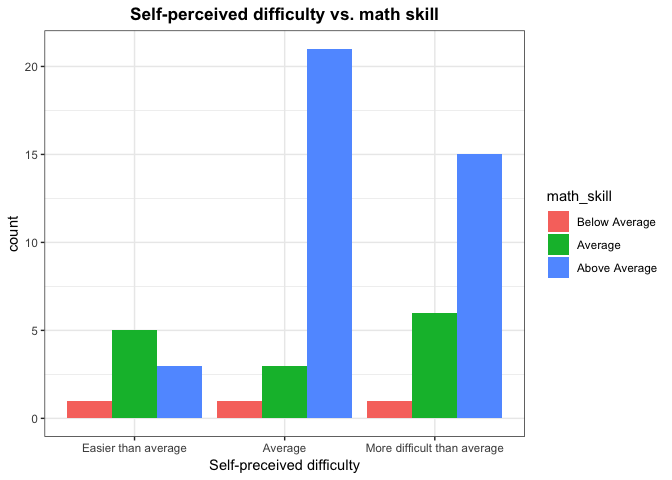 Self-perceived difficulty vs. math skill
20
15
10
5
0
count
Easier than average
Average
More difficult than average
Self-preceived difficulty
math_skill
Below Average
Average
Above Average